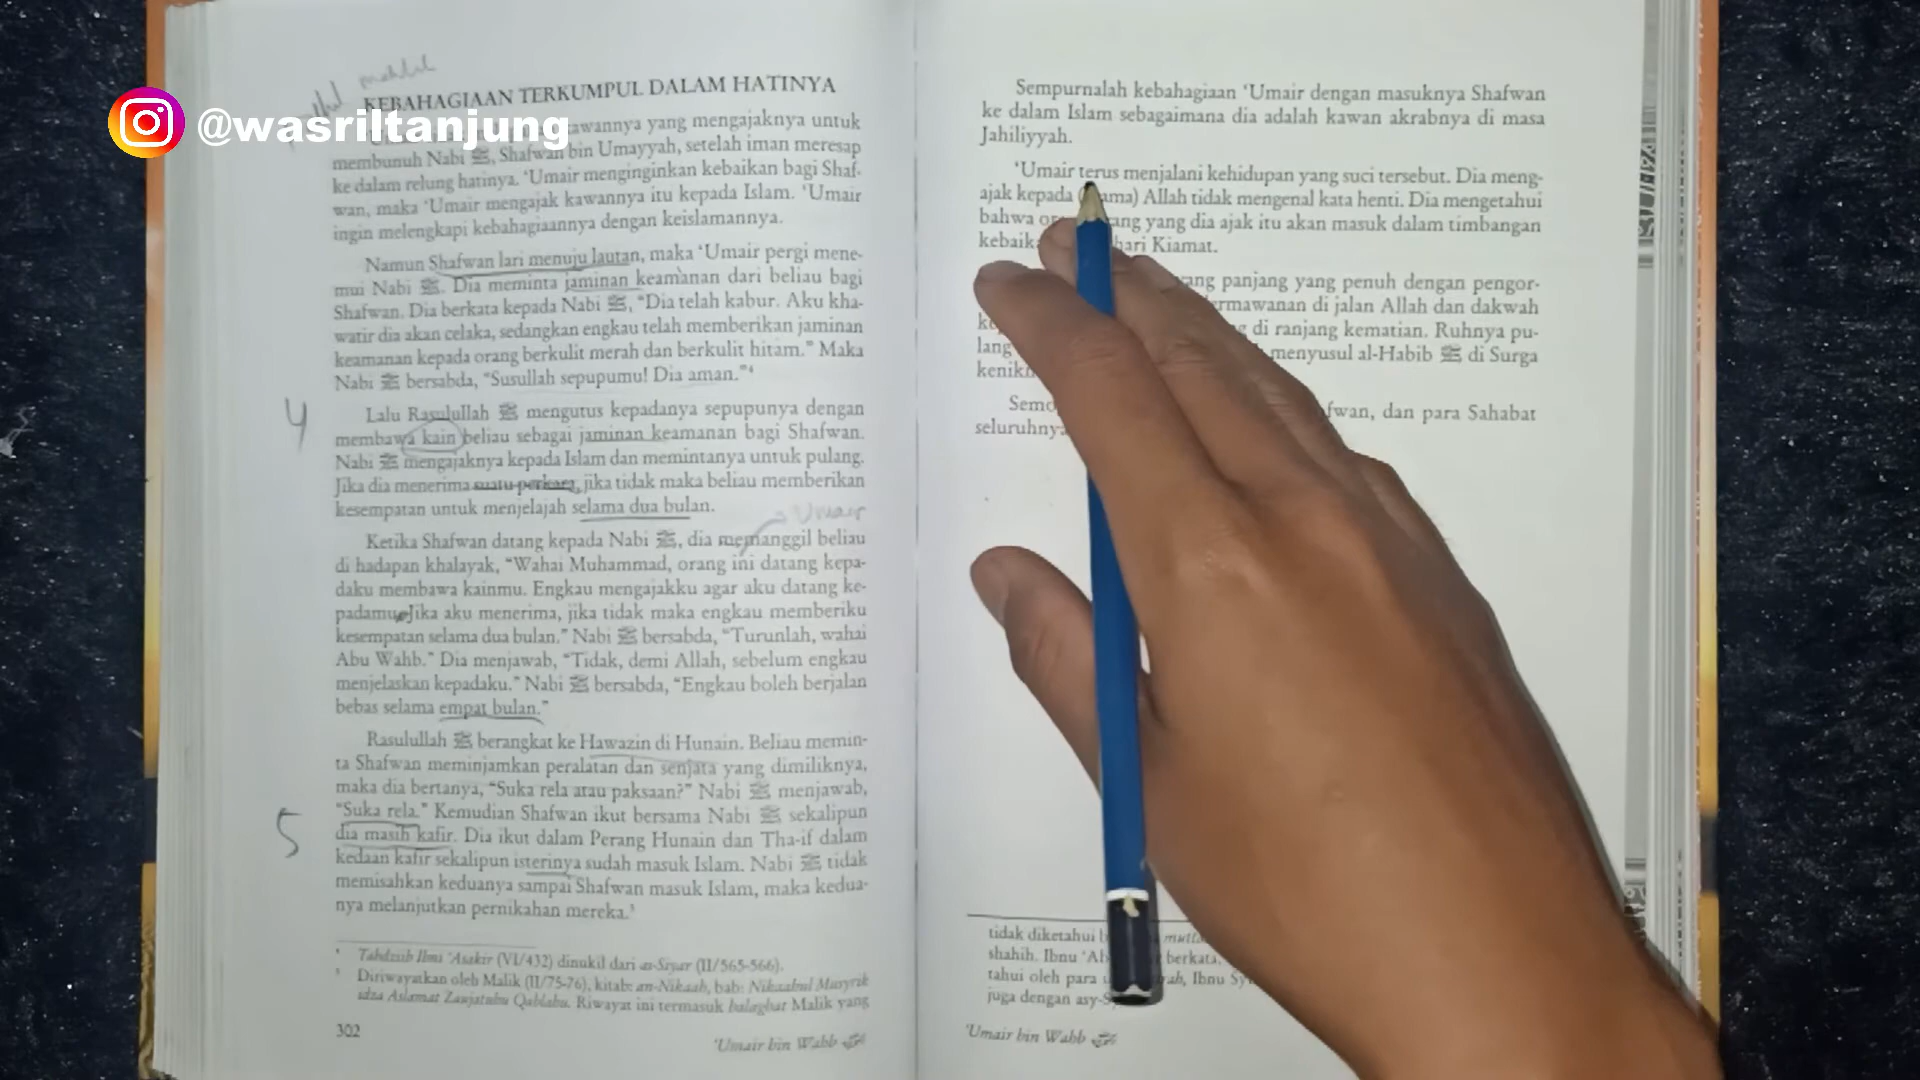 KEBAHAGIAAN TERKUMPUL DALAM HATINYA
@wasriltanjung
kawannya yang mengajaknya untuk
membunuh Nabi ﷺ, Shafwan bin Umayyah, setelah iman meresap
ke dalam relung hatinya. 'Umair menginginkan kebaikan bagi Shaf-
wan, maka 'Umair mengajak kawannya itu kepada Islam. 'Umair
ingin melengkapi kebahagiaannya dengan keislamannya.
Namun Shafwan lari menuju lautan, maka 'Umair pergi mene-
mui Nabi ﷺ. Dia meminta jaminan keamanan dari beliau bagi
Shafwan. Dia berkata kepada Nabi ﷺ, "Dia telah kabur. Aku kha-
watir dia akan celaka, sedangkan engkau telah memberikan jaminan
keamanan kepada orang berkulit merah dan berkulit hitam." Maka
Nabi ﷺ bersabda, "Susullah sepupumu! Dia aman."⁴
4
Lalu Rasulullah ﷺ mengutus kepadanya sepupunya dengan
membawa kain beliau sebagai jaminan keamanan bagi Shafwan.
Nabi ﷺ mengajaknya kepada Islam dan memintanya untuk pulang.
Jika dia menerima suatu perkara, jika tidak maka beliau memberikan
kesempatan untuk menjelajah selama dua bulan.
Umair
Ketika Shafwan datang kepada Nabi ﷺ, dia memanggil beliau
di hadapan khalayak, "Wahai Muhammad, orang ini datang kepa-
daku membawa kainmu. Engkau mengajakku agar aku datang ke-
padamu. Jika aku menerima, jika tidak maka engkau memberiku
kesempatan selama dua bulan." Nabi ﷺ bersabda, "Turunlah, wahai
Abu Wahb." Dia menjawab, "Tidak, demi Allah, sebelum engkau
menjelaskan kepadaku." Nabi ﷺ bersabda, "Engkau boleh berjalan
bebas selama empat bulan."
Rasulullah ﷺ berangkat ke Hawazin di Hunain. Beliau memin-
ta Shafwan meminjamkan peralatan dan senjata yang dimiliknya,
maka dia bertanya, "Suka rela atau paksaan?" Nabi ﷺ menjawab,
"Suka rela." Kemudian Shafwan ikut bersama Nabi ﷺ sekalipun
5
dia masih kafir. Dia ikut dalam Perang Hunain dan Tha-if dalam
kedaan kafir sekalipun isterinya sudah masuk Islam. Nabi ﷺ tidak
memisahkan keduanya sampai Shafwan masuk Islam, maka kedua-
nya melanjutkan pernikahan mereka.⁵
⁴ Tahdzib Ibni 'Asakir (VI/432) dinukil dari as-Seyar (II/565-566).
⁵ Diriwayatkan oleh Malik (II/75-76), kitab: an-Nikaah, bab: Nikaahul Musyrik
idza Aslamat Zaujatuhu Qablahu. Riwayat ini termasuk balaghat Malik yang
302
'Umair bin Wahb
Sempurnalah kebahagiaan 'Umair dengan masuknya Shafwan
ke dalam Islam sebagaimana dia adalah kawan akrabnya di masa
Jahiliyyah.
'Umair terus menjalani kehidupan yang suci tersebut. Dia meng-
ajak kepada Allah tidak mengenal kata henti. Dia mengetahui
bahwa yang dia ajak itu akan masuk dalam timbangan
hari Kiamat.
panjang yang penuh dengan pengor-
di jalan Allah dan dakwah
di ranjang kematian. Ruhnya pu-
lang menyusul al-Habib ﷺ di Surga
dan para Sahabat
seluruhnya
tidak diketahui
shahih. Ibnu berkata,
tahui oleh para Ibnu
juga dengan
'Umair bin Wahb